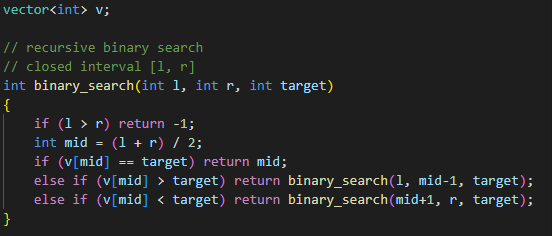 vector<int> v;
// recursive binary search
// closed interval [l, r]
int binary_search(int l, int r, int target)
{
if (l > r) return -1;
int mid = (l + r) / 2;
if (v[mid] == target) return mid;
else if (v[mid] > target) return binary_search(l, mid-1, target);
else if (v[mid] < target) return binary_search(mid+1, r, target);
}